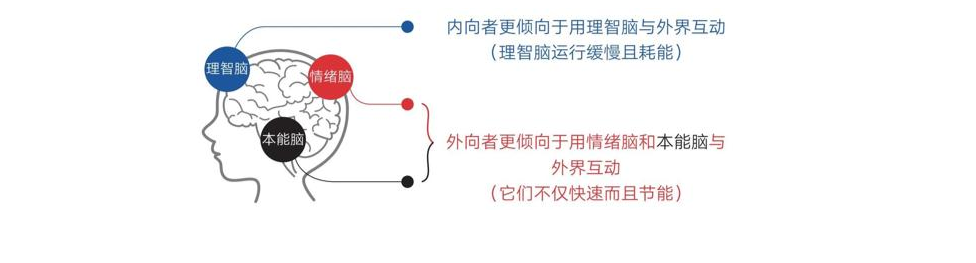 内向者更倾向于用理智脑与外界互动
（理智脑运行缓慢且耗能）
理智脑
情绪脑
本能脑
外向者更倾向于用情绪脑和本能脑与
外界互动
（它们不仅快速而且节能）